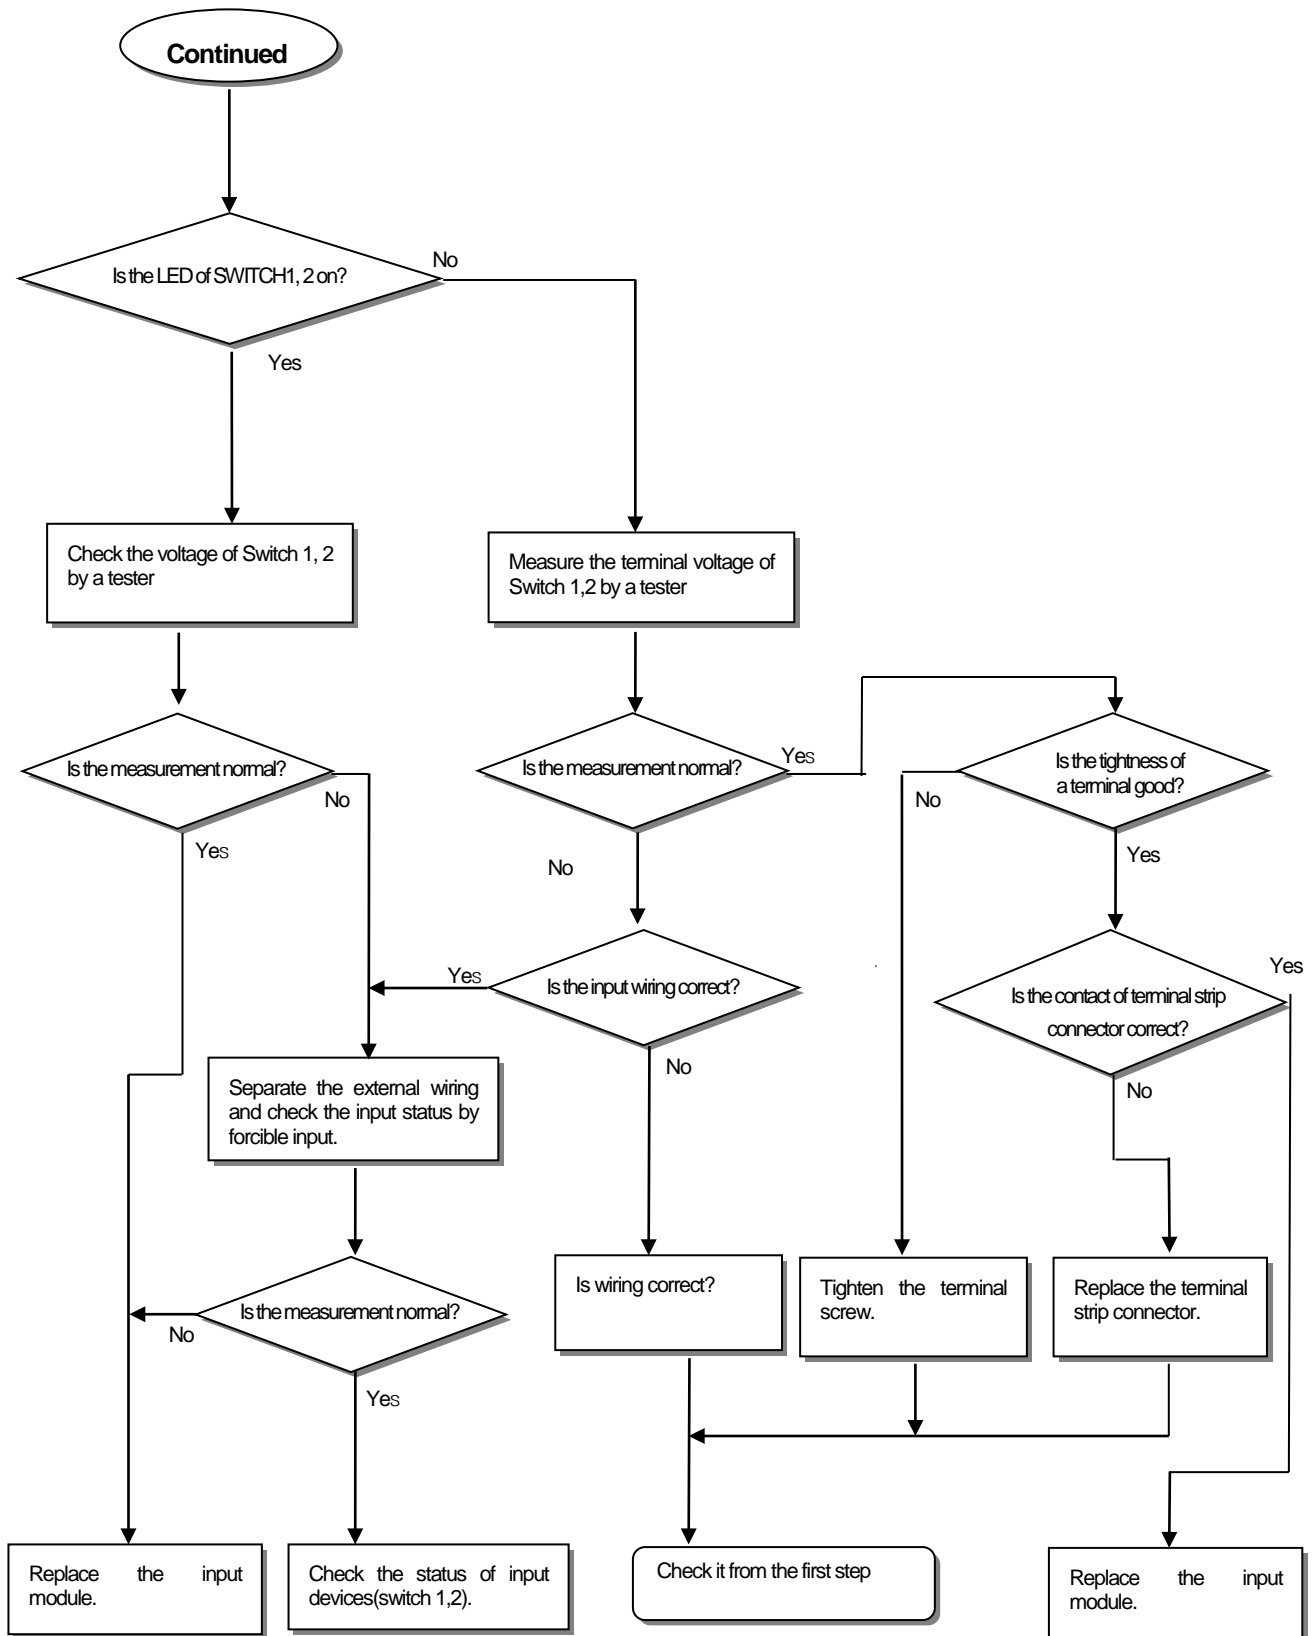 Continued
Is the LED of SWITCH1, 2 on?
No
Yes
Check the voltage of Switch 1, 2
by a tester
Measure the terminal voltage of
Switch 1,2 by a tester
Is the measurement normal?
No
Yes
Is the measurement normal?
Yes
No
Is the tightness of
a terminal good?
No
Yes
Is the input wiring correct?
Yes
No
Is the contact of terminal strip
connector correct?
Yes
No
Separate the external wiring
and check the input status by
forcible input.
Is the measurement normal?
No
Yes
Is wiring correct?
Tighten the terminal
screw.
Replace the terminal
strip connector.
Replace the input
module.
Check the status of input
devices(switch 1,2).
Check it from the first step
Replace the input
module.